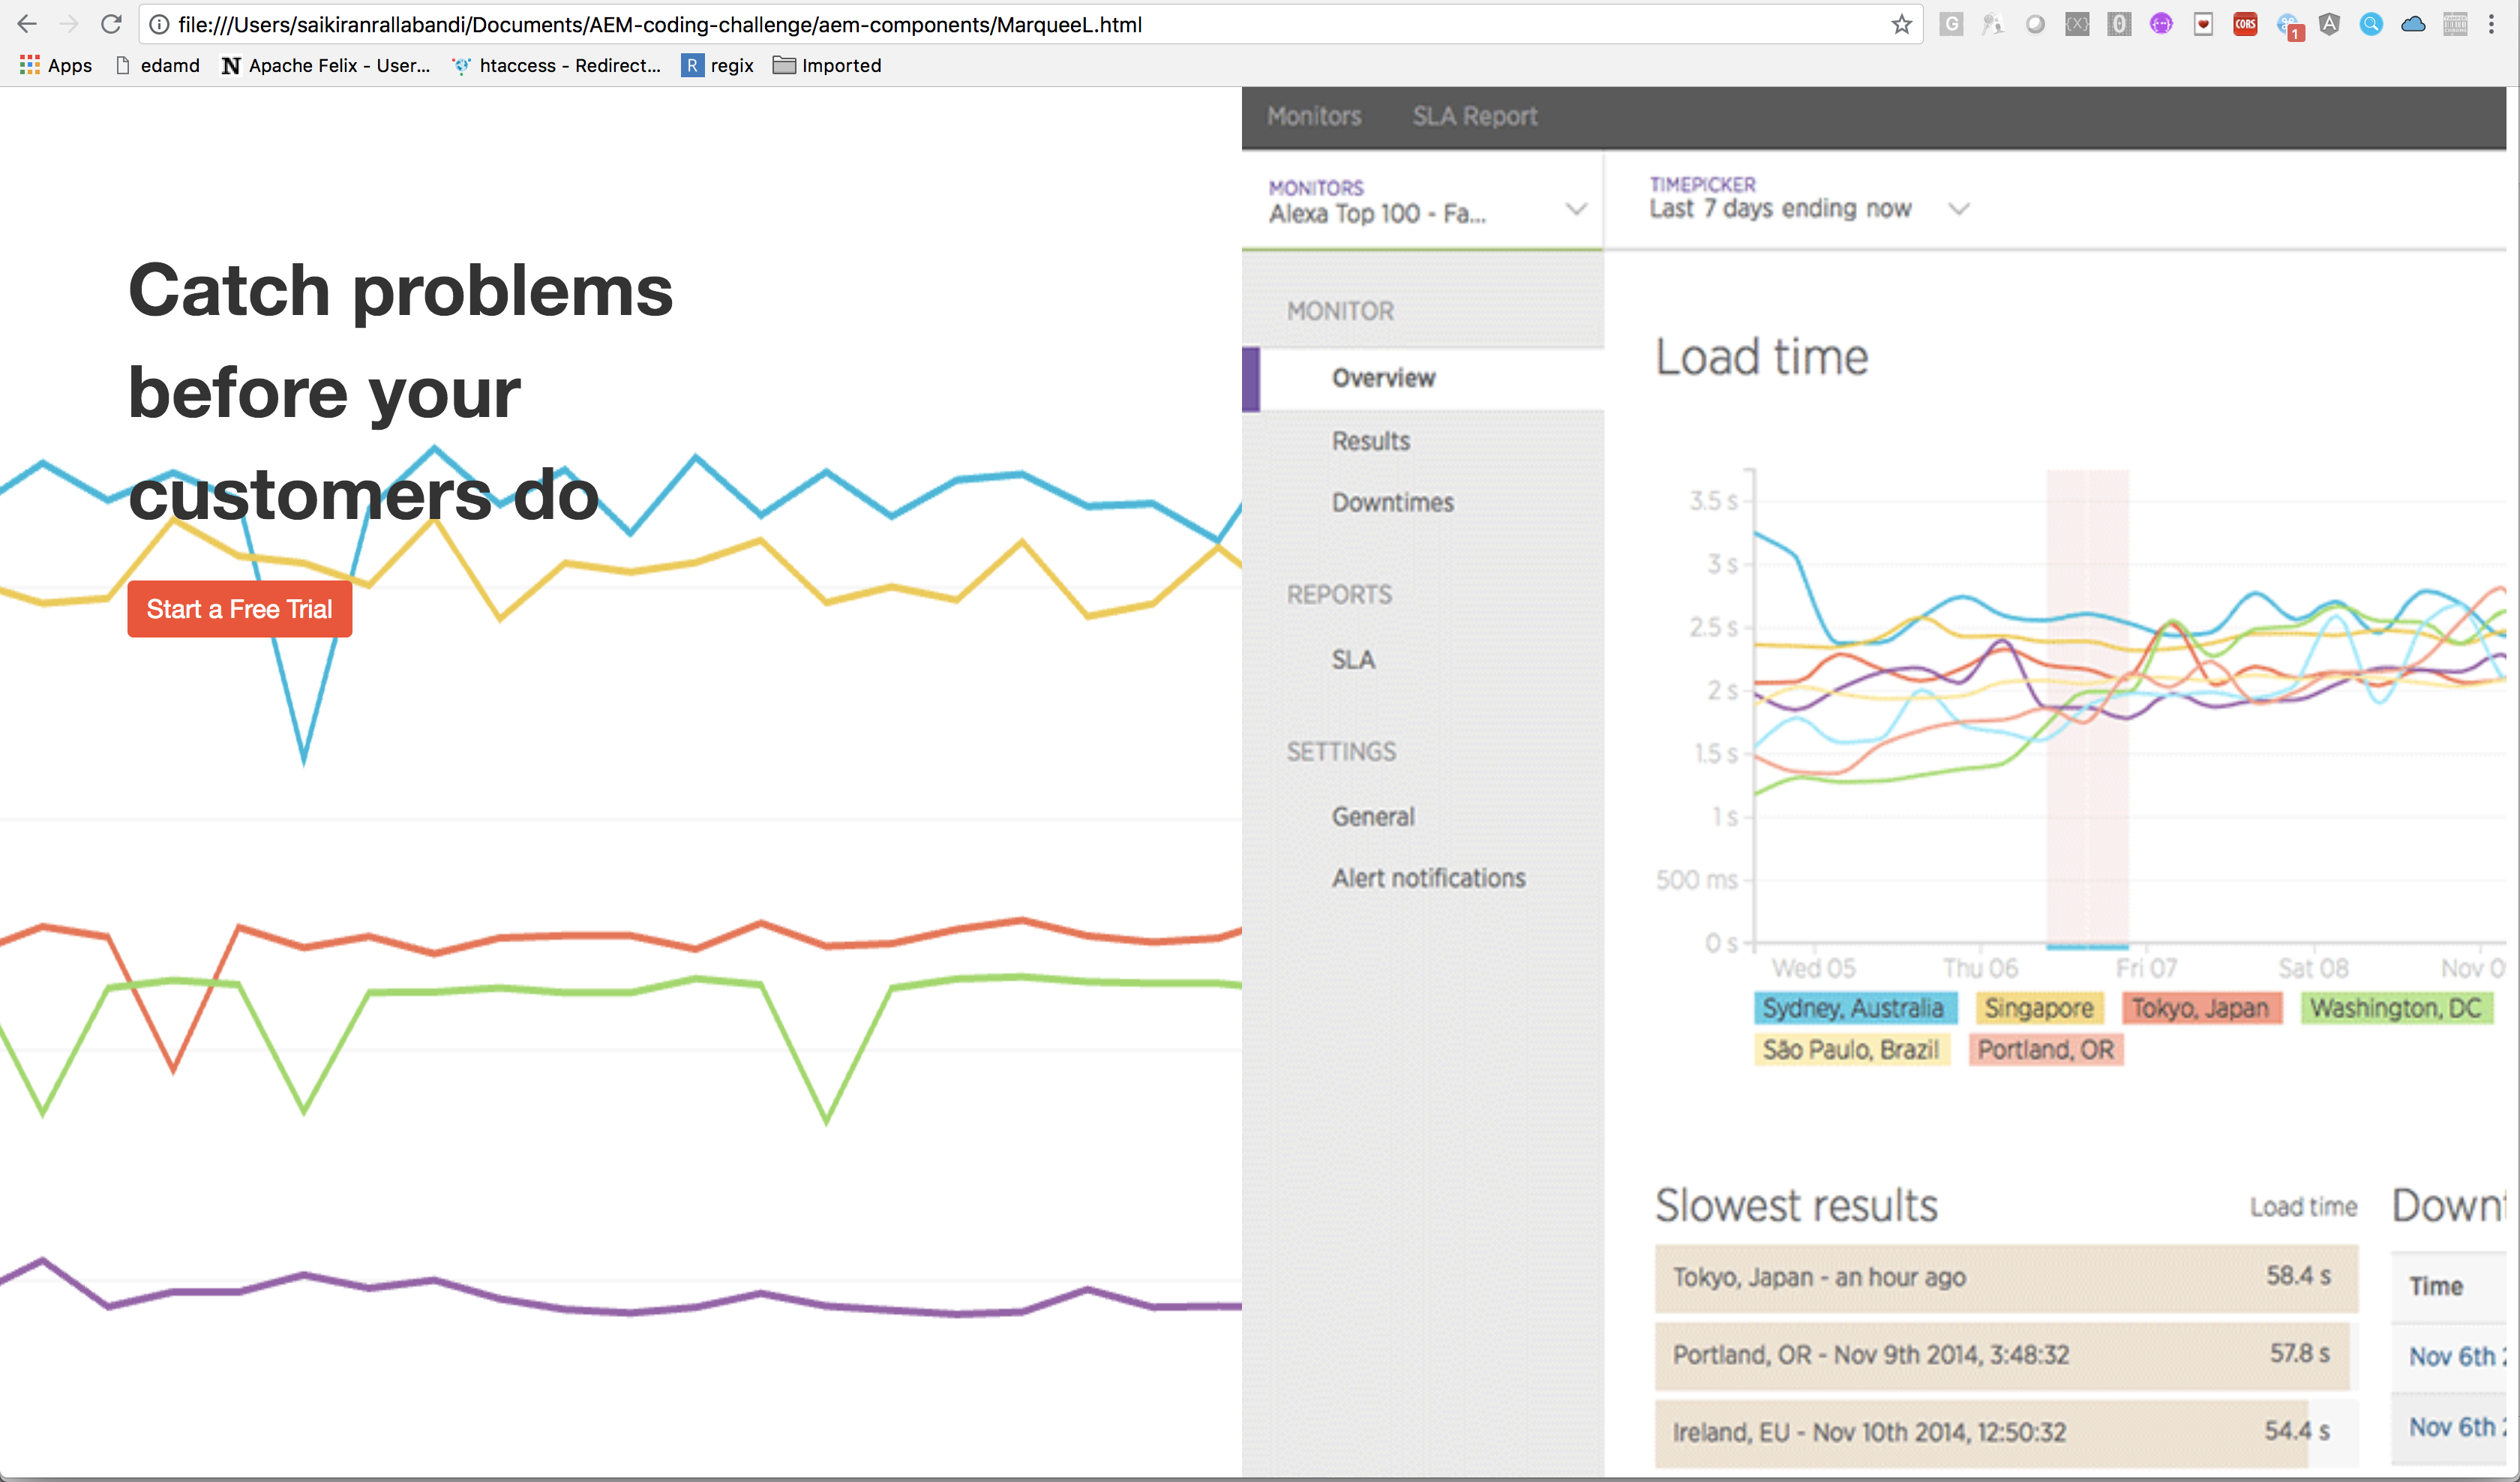 file:///Users/saikiranrallabandi/Documents/AEM-coding-challenge/aem-components/MarqueeL.html
G {X} 0 CORS 1 A
Apps edamd N Apache Felix - User... htaccess - Redirect... R regix Imported
Catch problems
before your
customers do
Start a Free Trial
Monitors SLA Report
MONITORS
Alexa Top 100 - Fa...
TIMEPICKER
Last 7 days ending now
MONITOR
Overview
Results
Downtimes
REPORTS
SLA
SETTINGS
General
Alert notifications
Load time
3.5 s
3 s
2.5 s
2 s
1.5 s
1 s
500 ms
0 s
Wed 05 Thu 06 Fri 07 Sat 08 Nov 0
Sydney, Australia Singapore Tokyo, Japan Washington, DC
São Paulo, Brazil Portland, OR
Slowest results Load time
Tokyo, Japan - an hour ago 58.4 s
Portland, OR - Nov 9th 2014, 3:48:32 57.8 s
Ireland, EU - Nov 10th 2014, 12:50:32 54.4 s
Down
Time
Nov 6th
Nov 6th